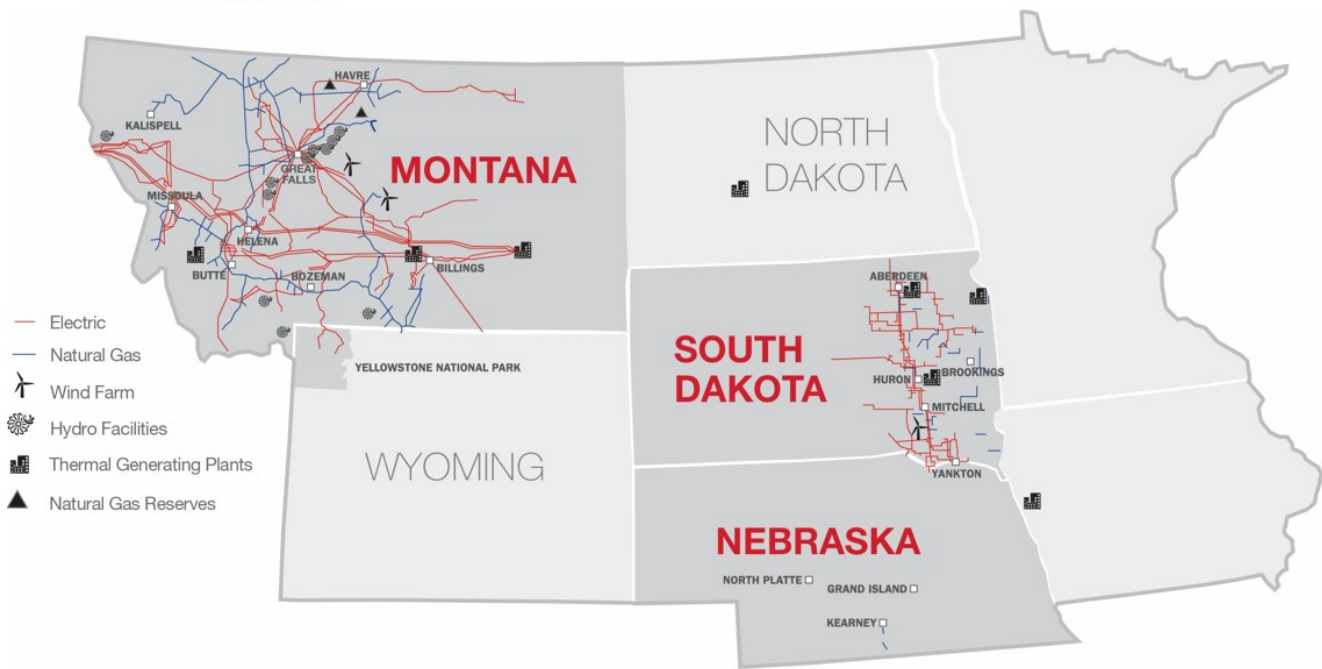 HAVRE
KALISPELL
NORTH
DAKOTA
GREAT
FALLS
MONTANA
MISSOULA
HELENA
BUTTE
BOZEMAN
BILLINGS
ABERDEEN
Electric
Natural Gas
Wind Farm
Hydro Facilities
Thermal Generating Plants
Natural Gas Reserves
YELLOWSTONE NATIONAL PARK
SOUTH
DAKOTA
HURON
BROOKINGS
MITCHELL
WYOMING
YANKTON
NEBRASKA
NORTH PLATTE
GRAND ISLAND
KEARNEY